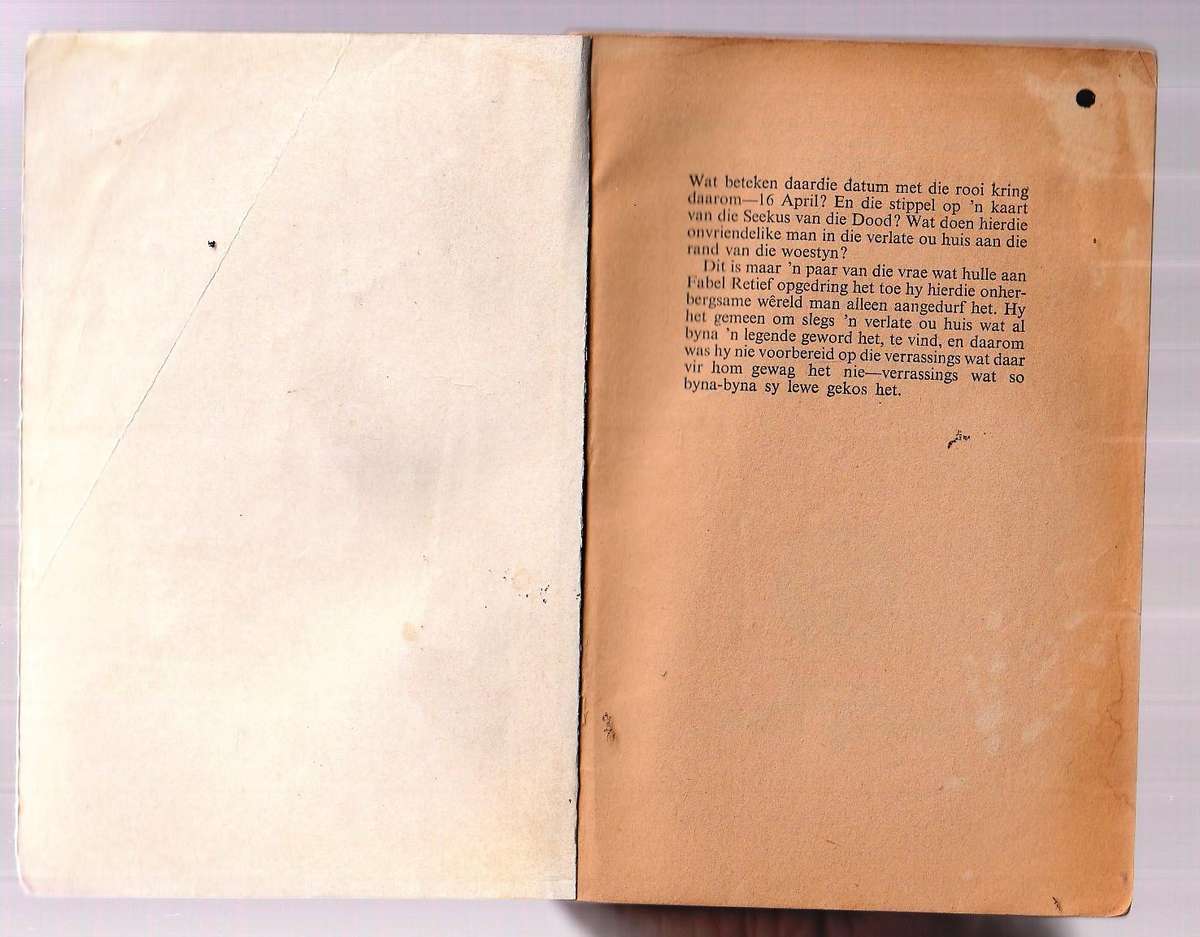 Wat beteken daardie datum met die rooi kring
daarom—16 April? En die stippel op 'n kaart
van die Seekus van die Dood? Wat doen hierdie
onvriendelike man in die verlate ou huis aan die
rand van die woestyn?
Dit is maar 'n paar van die vrae wat hulle aan
Fabel Retief opgedring het toe hy hierdie onher-
bergsame wêreld man alleen aangedurf het. Hy
het gemeen om slegs 'n verlate ou huis wat al
byna 'n legende geword het, te vind, en daarom
was hy nie voorbereid op die verrassings wat daar
vir hom gewag het nie—verrassings wat so
byna-byna sy lewe gekos het.